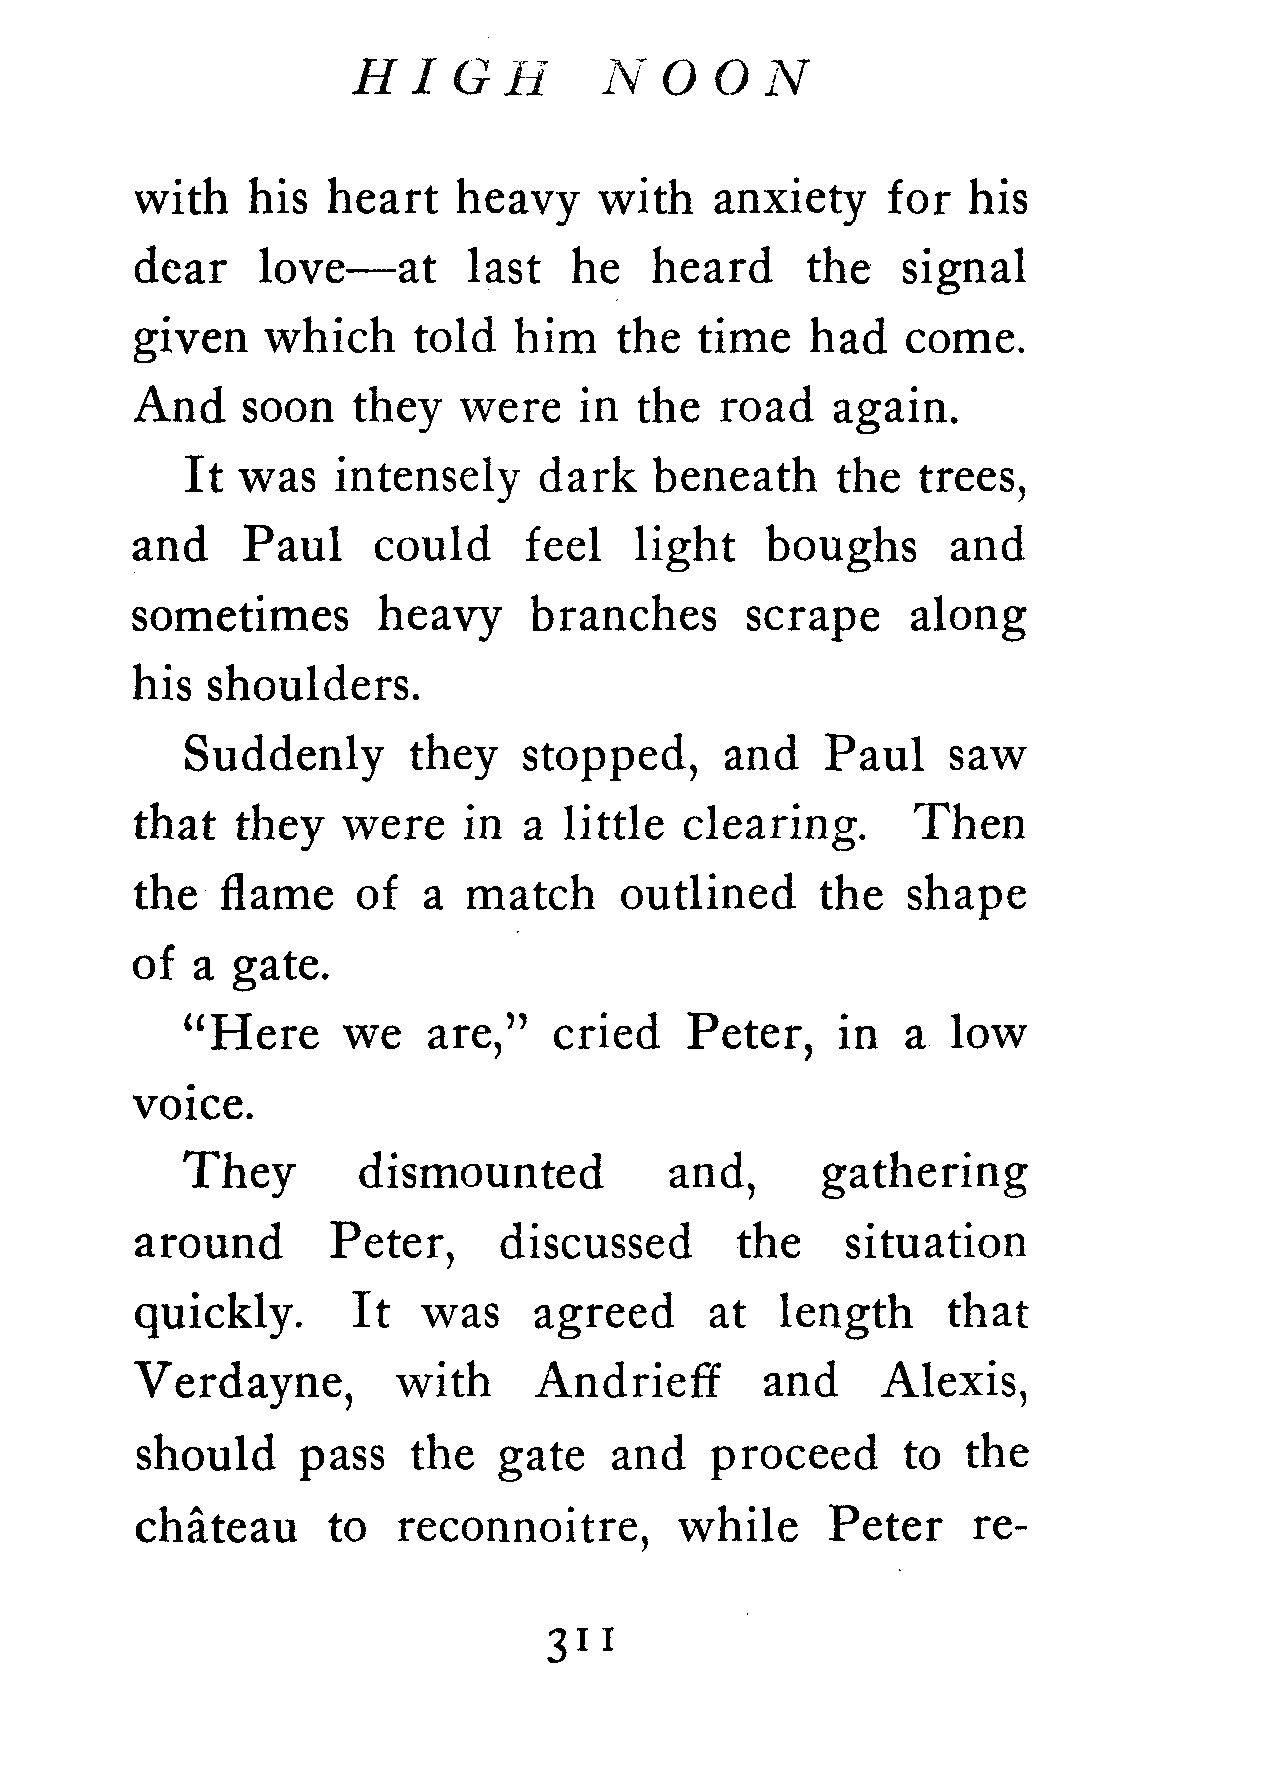 HIGH NOON
with his heart heavy with anxiety for his
dear love—at last he heard the signal
given which told him the time had come.
And soon they were in the road again.
It was intensely dark beneath the trees,
and Paul could feel light boughs and
sometimes heavy branches scrape along
his shoulders.
Suddenly they stopped, and Paul saw
that they were in a little clearing. Then
the flame of a match outlined the shape
of a gate.
“Here we are,” cried Peter, in a low
voice.
They dismounted and, gathering
around Peter, discussed the situation
quickly. It was agreed at length that
Verdayne, with Andrieff and Alexis,
should pass the gate and proceed to the
château to reconnoitre, while Peter re-
311